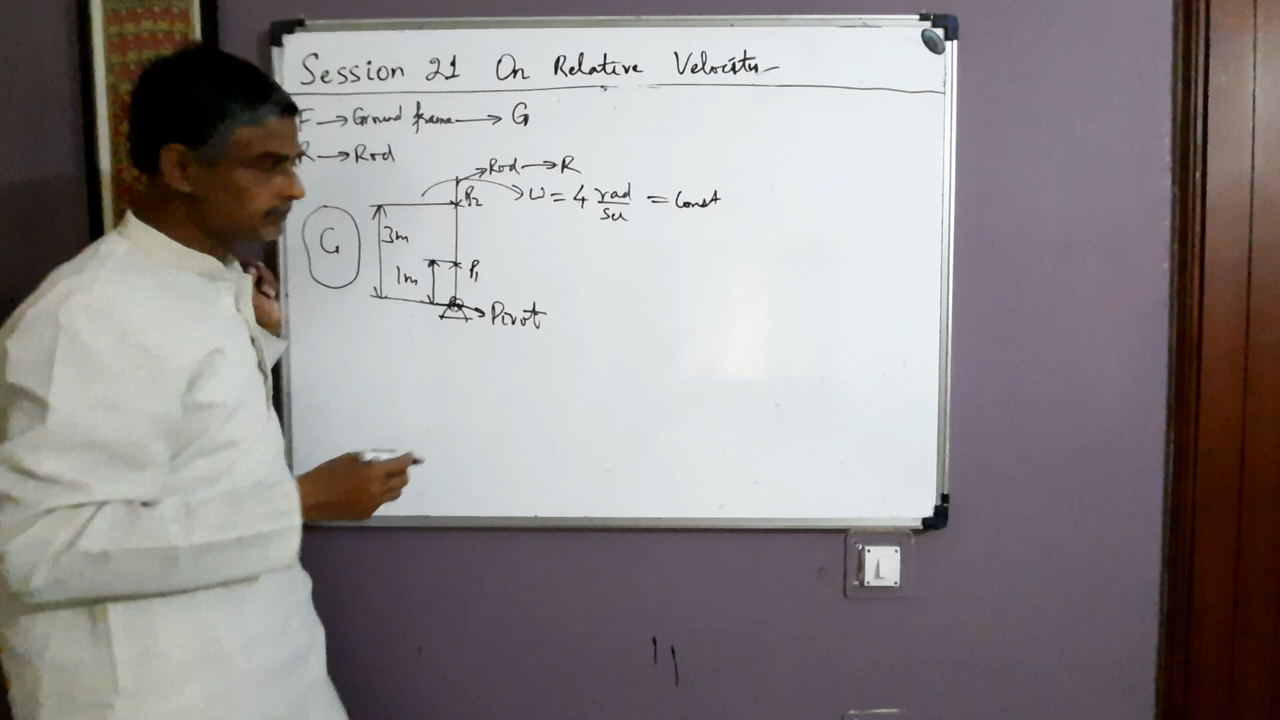 Session 21 On Relative Velocity
F → Ground frame → G
R → Rod
Rod → R
P2
ω = 4 rad/sec = Const
G
3m
1m
P1
Pivot